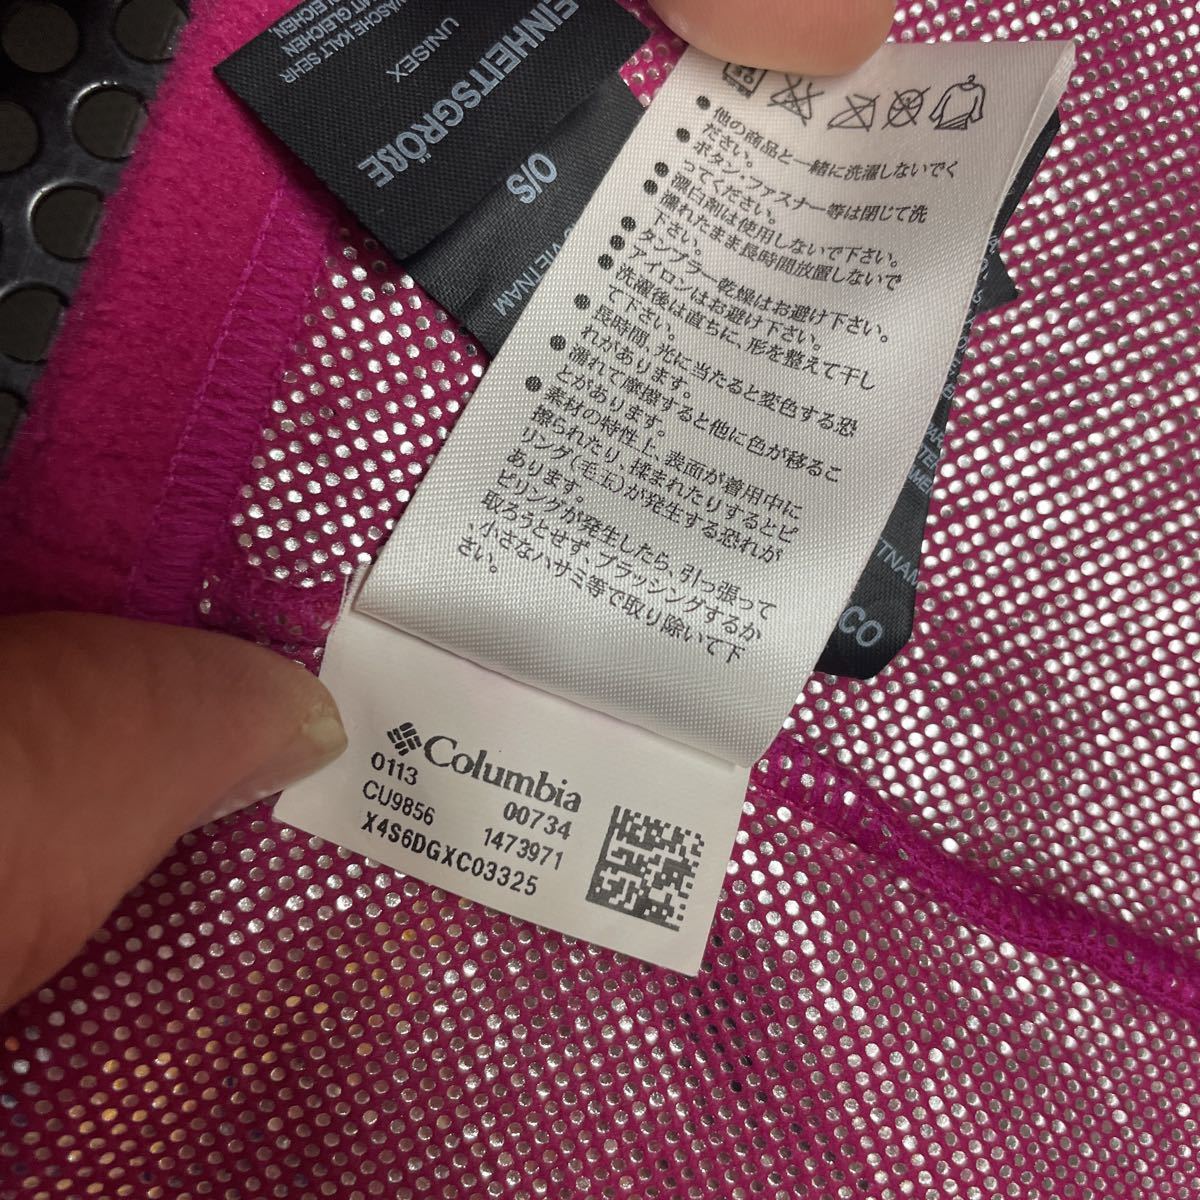 WÄSCHE KALT SEHR
MIT GLEICHEN
GLEICHEN.
UNISEX
EINHEITSGRÖßE
O/S
VIETNAM
● 他の商品と一緒に洗濯しないでく
ださい。
● ボタン・ファスナー等は閉じて洗
ってください。
● 漂白剤は使用しないで下さい。
● 濡れたまま長時間放置しないで
下さい。
● タンブラー乾燥はお避け下さい。
● アイロンはお避け下さい。
● 洗濯後は直ちに、形を整えて干し
て下さい。
● 長時間、光に当たると変色する恐
れがあります。
● 濡れて摩擦すると他に色が移るこ
とがあります。
● 素材の特性上、表面が着用中に
擦られたり、揉まれたりするとピ
リング(毛玉)が発生する恐れが
あります。
ピリングが発生したら、引っ張って
取ろうとせず、ブラッシングするか
、小さなハサミ等で取り除いて下
さい。
TNAM
CO
Columbia
0113 00734
CU9856 1473971
X4S6DGXC03325